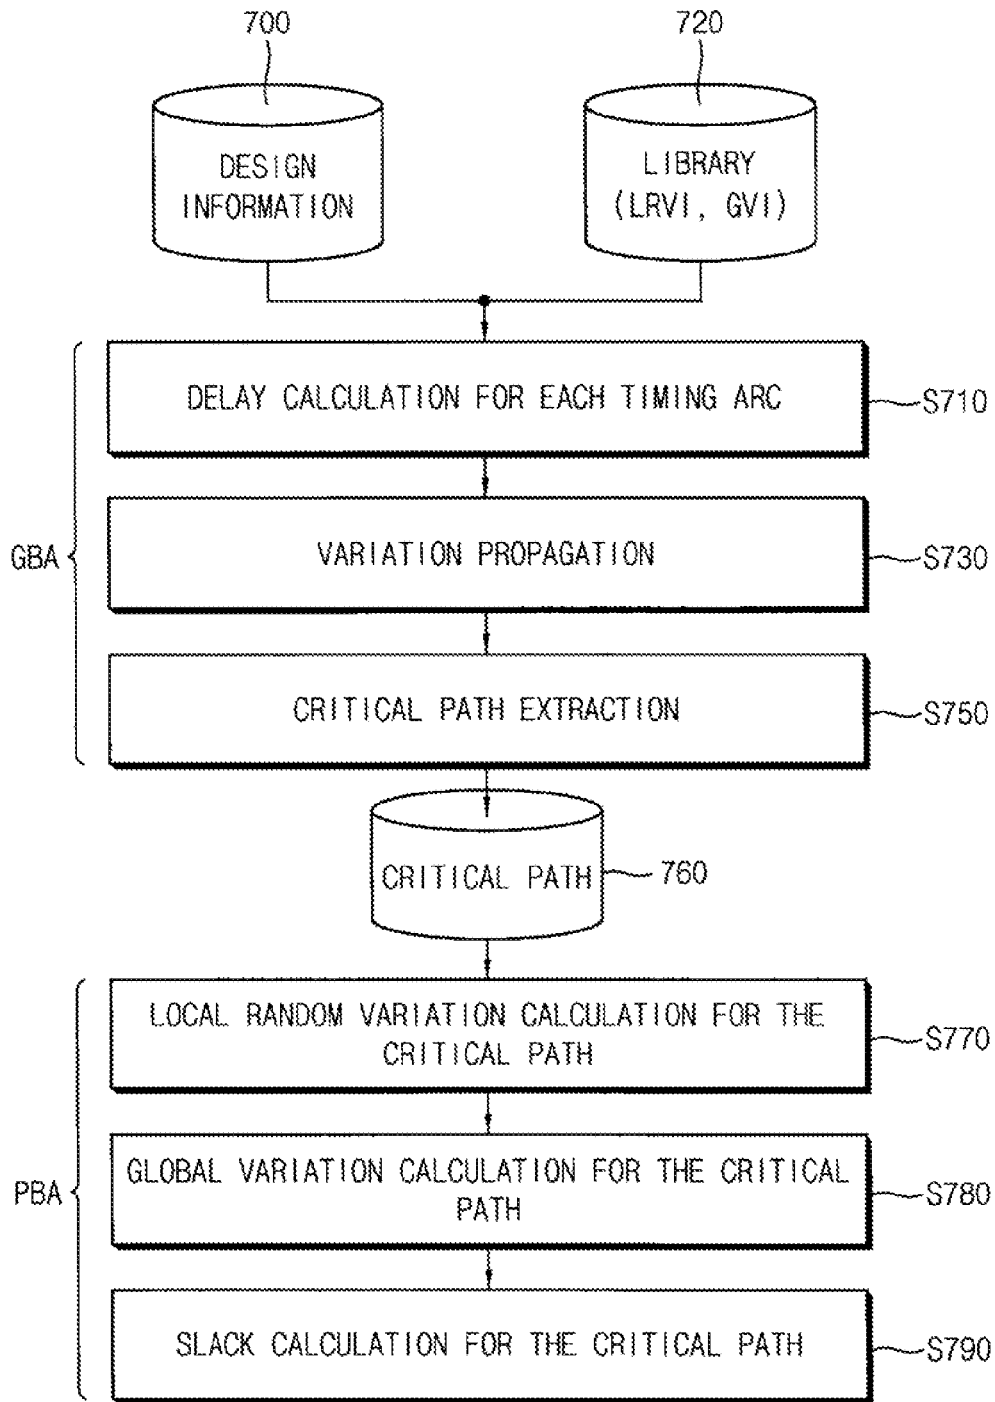 700
720
DESIGN
INFORMATION
LIBRARY
(LRVI, GVI)
DELAY CALCULATION FOR EACH TIMING ARC
S710
GBA
VARIATION PROPAGATION
S730
CRITICAL PATH EXTRACTION
S750
CRITICAL PATH
760
LOCAL RANDOM VARIATION CALCULATION FOR THE
CRITICAL PATH
S770
PBA
GLOBAL VARIATION CALCULATION FOR THE CRITICAL
PATH
S780
SLACK CALCULATION FOR THE CRITICAL PATH
S790